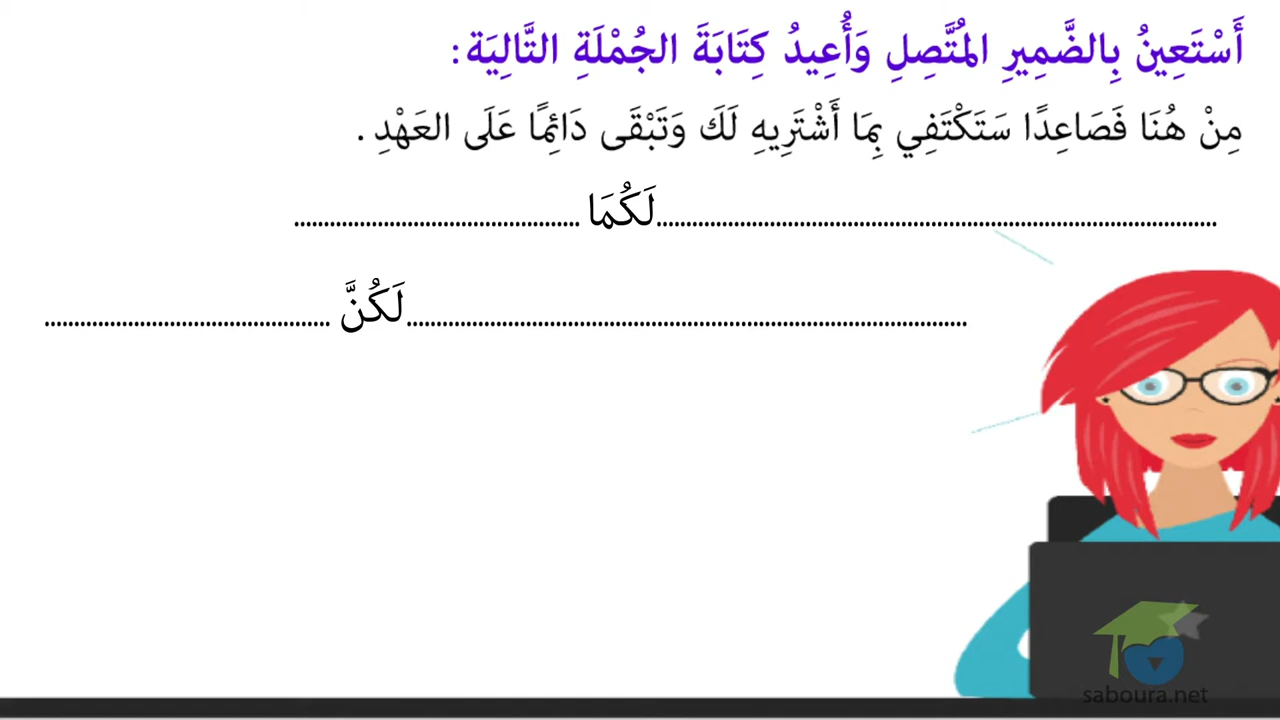 أَسْتَعِينُ بِالضَّمِيرِ المُتَّصِلِ وَأُعِيدُ كِتَابَةَ الجُمْلَةِ التَّالِيَة :
مِنْ هُنَا فَصَاعِدًا سَتَكْتَفِي بِمَا أَشْتَرِيهِ لَكَ وَتَبْقَى دَائِمًا عَلَى العَهْدِ .
................................................لَكُمَا ................................
................................................لَكُنَّ ................................
saboura.net